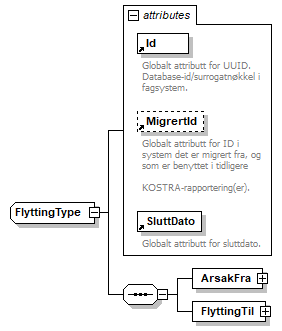 attributes
Id
Globalt attributt for UUID.
Database-id/surrogatnøkkel i
fagsystem.
MigrertId
Globalt attributt for ID i
system det er migrert fra, og
som er benyttet i tidligere
KOSTRA-rapportering(er).
FlyttingType
SluttDato
Globalt attributt for sluttdato.
ArsakFra
FlyttingTil